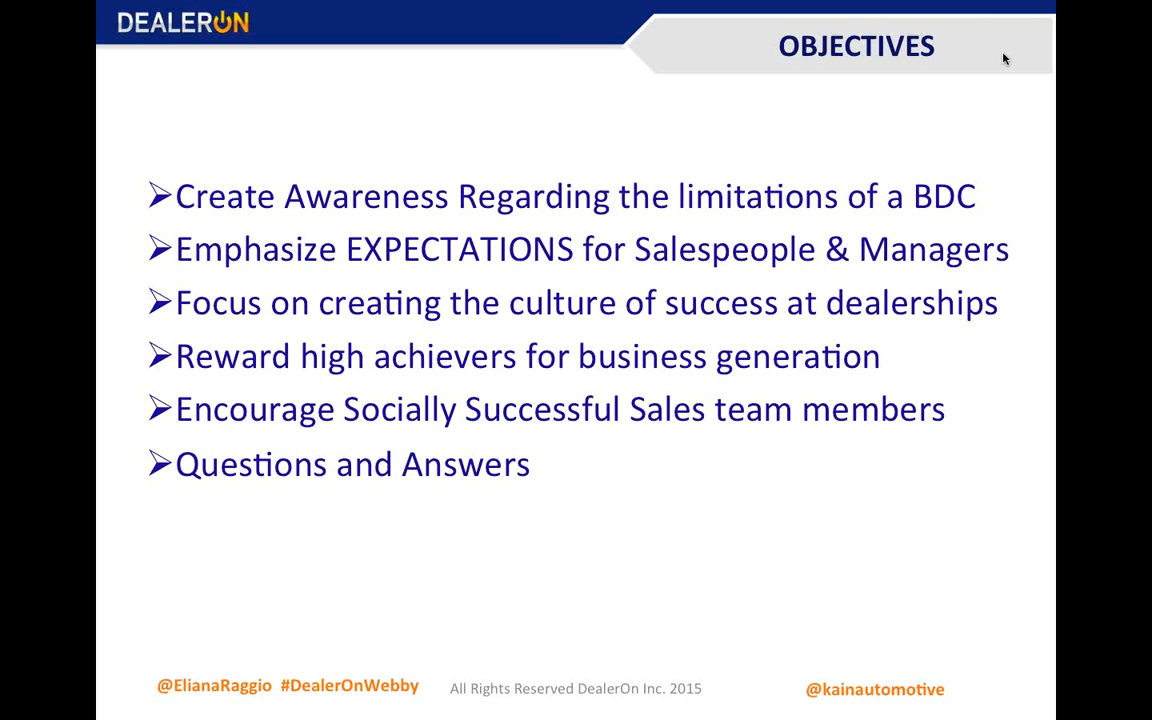 DEALERON
OBJECTIVES
➢Create Awareness Regarding the limitations of a BDC
➢Emphasize EXPECTATIONS for Salespeople & Managers
➢Focus on creating the culture of success at dealerships
➢Reward high achievers for business generation
➢Encourage Socially Successful Sales team members
➢Questions and Answers
@ElianaRaggio #DealerOnWebby All Rights Reserved DealerOn Inc. 2015 @kainautomotive